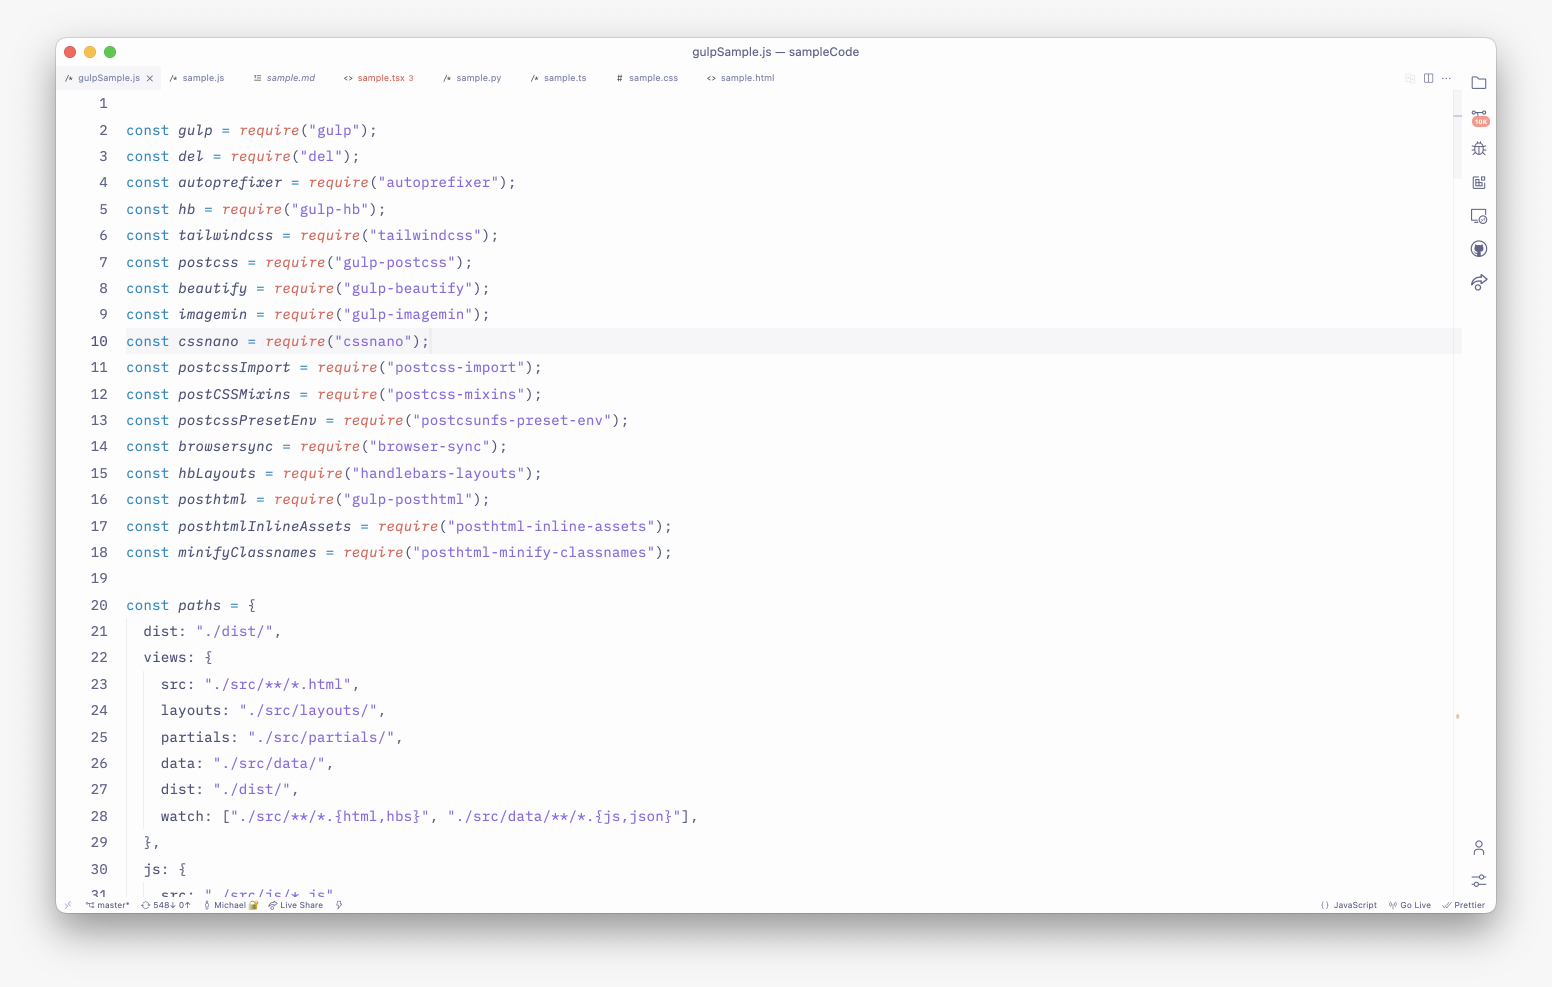 gulpSample.js — sampleCode
gulpSample.js sample.js sample.md sample.tsx 3 sample.py sample.ts sample.css sample.html
1
2 const gulp = require("gulp");
3 const del = require("del");
4 const autoprefixer = require("autoprefixer");
5 const hb = require("gulp-hb");
6 const tailwindcss = require("tailwindcss");
7 const postcss = require("gulp-postcss");
8 const beautify = require("gulp-beautify");
9 const imagemin = require("gulp-imagemin");
10 const cssnano = require("cssnano");
11 const postcssImport = require("postcss-import");
12 const postCSSMixins = require("postcss-mixins");
13 const postcssPresetEnv = require("postcsunfs-preset-env");
14 const browsersync = require("browser-sync");
15 const hbLayouts = require("handlebars-layouts");
16 const posthtml = require("gulp-posthtml");
17 const posthtmlInlineAssets = require("posthtml-inline-assets");
18 const minifyClassnames = require("posthtml-minify-classnames");
19
20 const paths = {
21 dist: "./dist/",
22 views: {
23 src: "./src/**/*.html",
24 layouts: "./src/layouts/",
25 partials: "./src/partials/",
26 data: "./src/data/",
27 dist: "./dist/",
28 watch: ["./src/**/*.{html,hbs}", "./src/data/**/*.{js,json}"],
29 },
30 js: {
31 src: "./src/js/*.js",
10K
master* 548↓ 0↑ Michael 🔐 Live Share
{} JavaScript Go Live Prettier